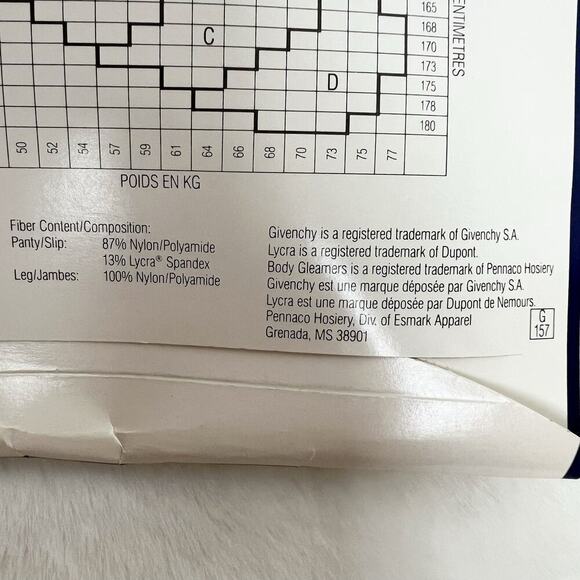 165
168
170
173
175
178
180
CENTIMETRES
C
D
50 52 54 57 59 61 64 66 68 70 73 75 77
POIDS EN KG
Fiber Content/Composition:
Panty/Slip: 87% Nylon/Polyamide
13% Lycra® Spandex
Leg/Jambes: 100% Nylon/Polyamide
Givenchy is a registered trademark of Givenchy S.A.
Lycra is a registered trademark of Dupont.
Body Gleamers is a registered trademark of Pennaco Hosiery
Givenchy est une marque déposée par Givenchy S.A.
Lycra est une marque déposée par Dupont de Nemours.
Pennaco Hosiery, Div. of Esmark Apparel
Grenada, MS 38901
G
157